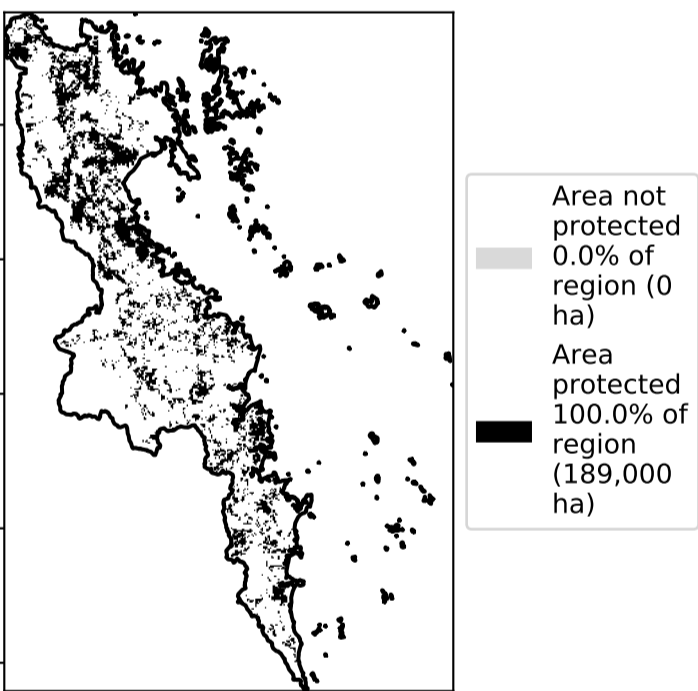 Area not
protected
0.0% of
region (0
ha)
Area
protected
100.0% of
region
(189,000
ha)